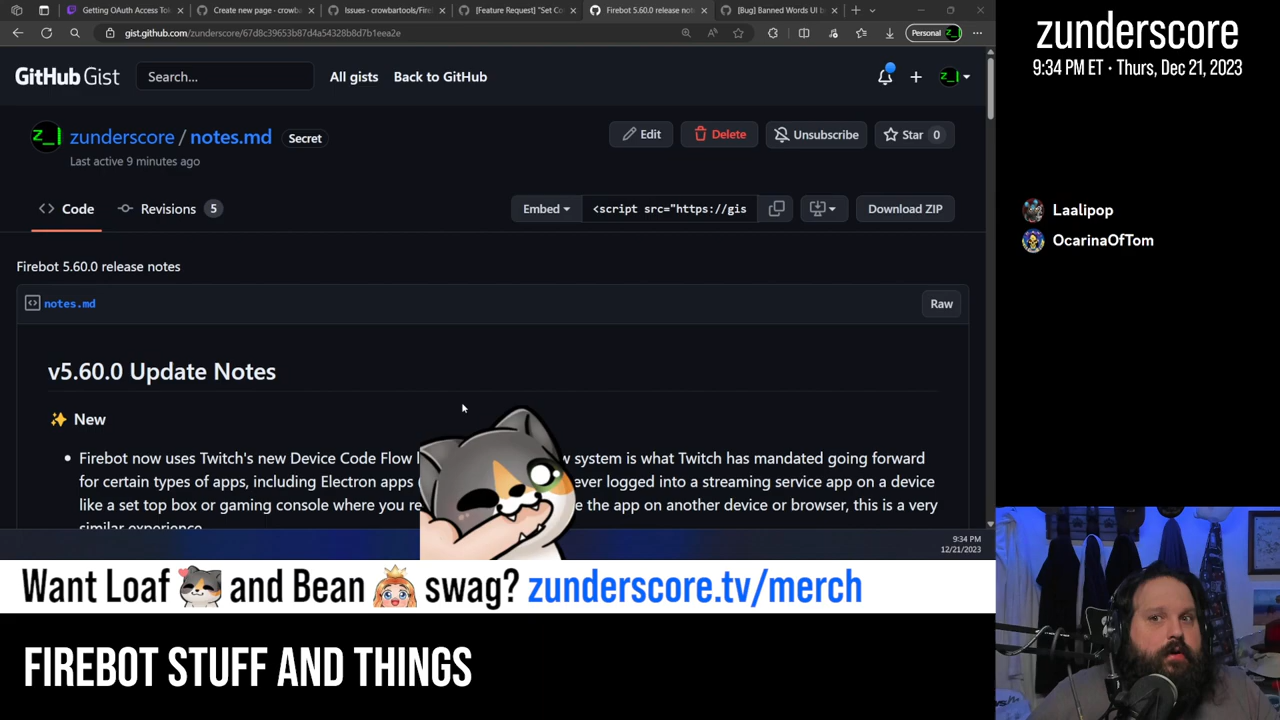 Getting OAuth Access To
Create new page - crowba
Issues - crowbartools/Fire
[Feature Request] "Set Co
Firebot 5.60.0 release note
[Bug] Banned Words UI b
gist.github.com/zunderscore/67d8c39653b87d4a54328b8d7b1eea2e
Personal
GitHub Gist
Search...
All gists
Back to GitHub
zunderscore / notes.md
Secret
Last active 9 minutes ago
Edit
Delete
Unsubscribe
Star 0
Code
Revisions 5
Embed
<script src="https://gis
Download ZIP
Firebot 5.60.0 release notes
notes.md
Raw
v5.60.0 Update Notes
✨ New
Firebot now uses Twitch's new Device Code Flow w system is what Twitch has mandated going forward
for certain types of apps, including Electron apps ever logged into a streaming service app on a device
like a set top box or gaming console where you re the app on another device or browser, this is a very
similar experience.
9:34 PM
12/21/2023
Want Loaf and Bean swag? zunderscore.tv/merch
FIREBOT STUFF AND THINGS
zunderscore
9:34 PM ET • Thurs, Dec 21, 2023
Laalipop
OcarinaOfTom